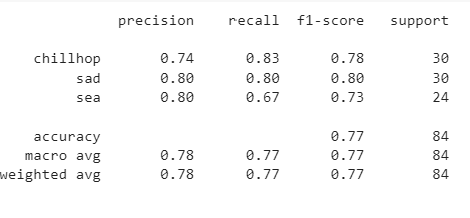 precision recall f1-score support
chillhop 0.74 0.83 0.78 30
sad 0.80 0.80 0.80 30
sea 0.80 0.67 0.73 24
accuracy 0.77 84
macro avg 0.78 0.77 0.77 84
weighted avg 0.78 0.77 0.77 84